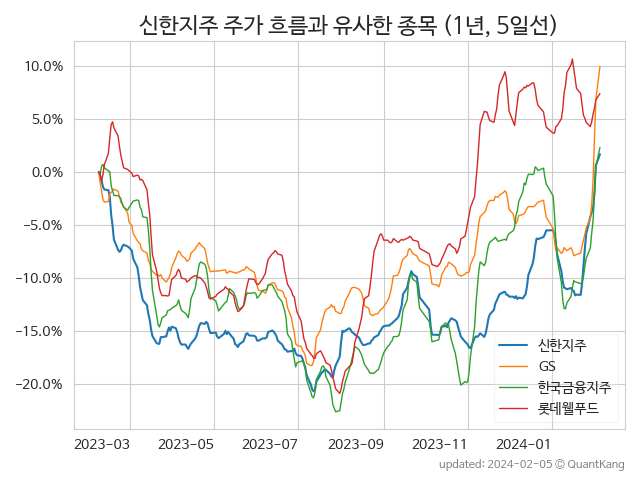 신한지주 주가 흐름과 유사한 종목 (1년, 5일선)
10.0%
5.0%
0.0%
−5.0%
−10.0%
−15.0%
−20.0%
신한지주
GS
한국금융지주
롯데웰푸드
2023-03 2023-05 2023-07 2023-09 2023-11 2024-01
updated: 2024-02-05 © QuantKang